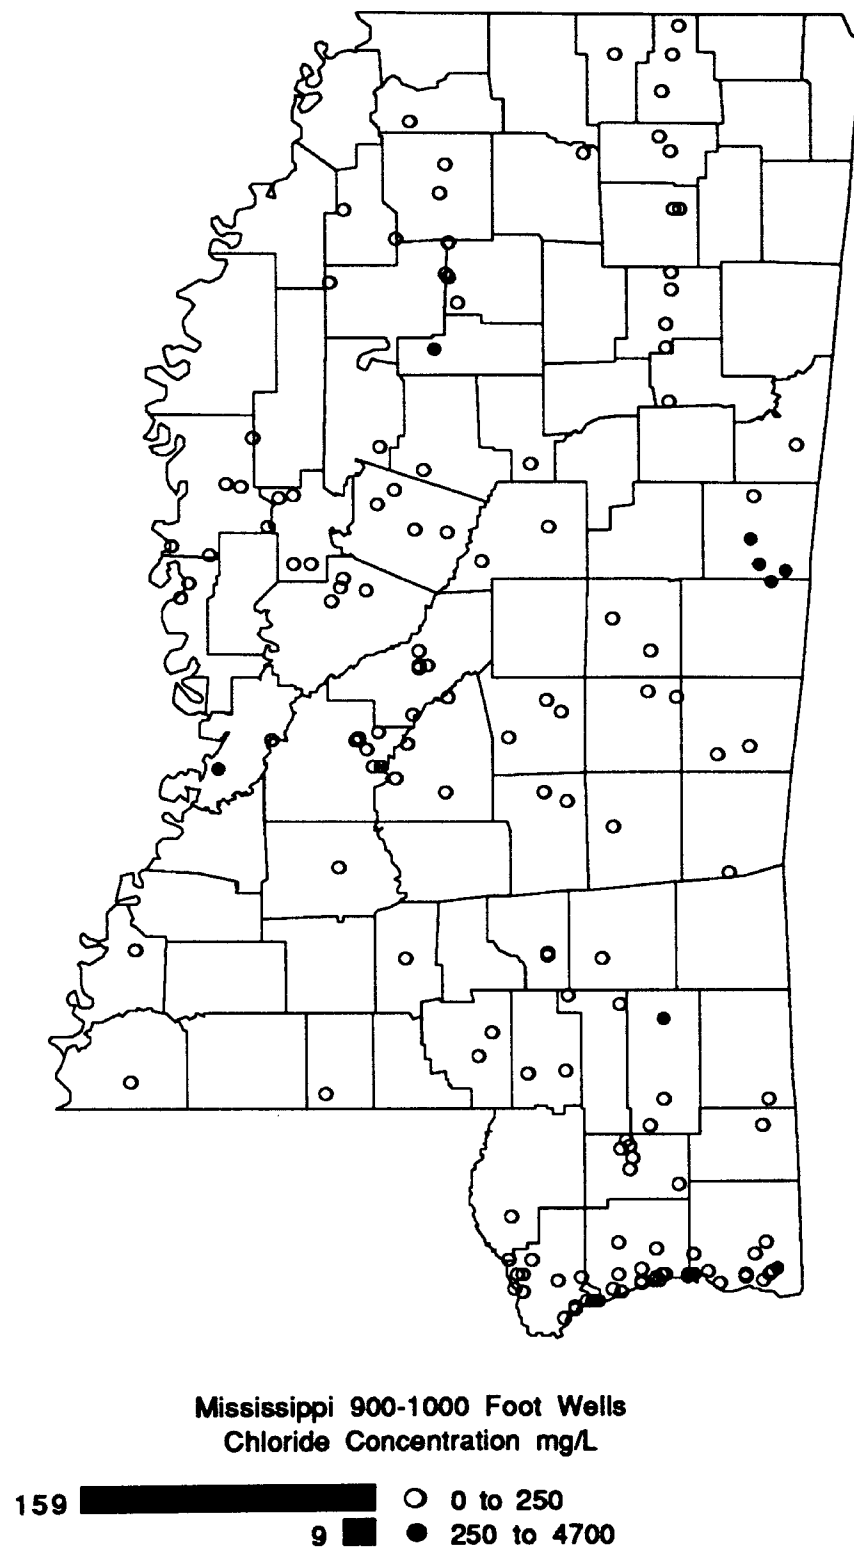 Mississippi 900-1000 Foot Wells
Chloride Concentration mg/L
159 0 to 250
9 250 to 4700